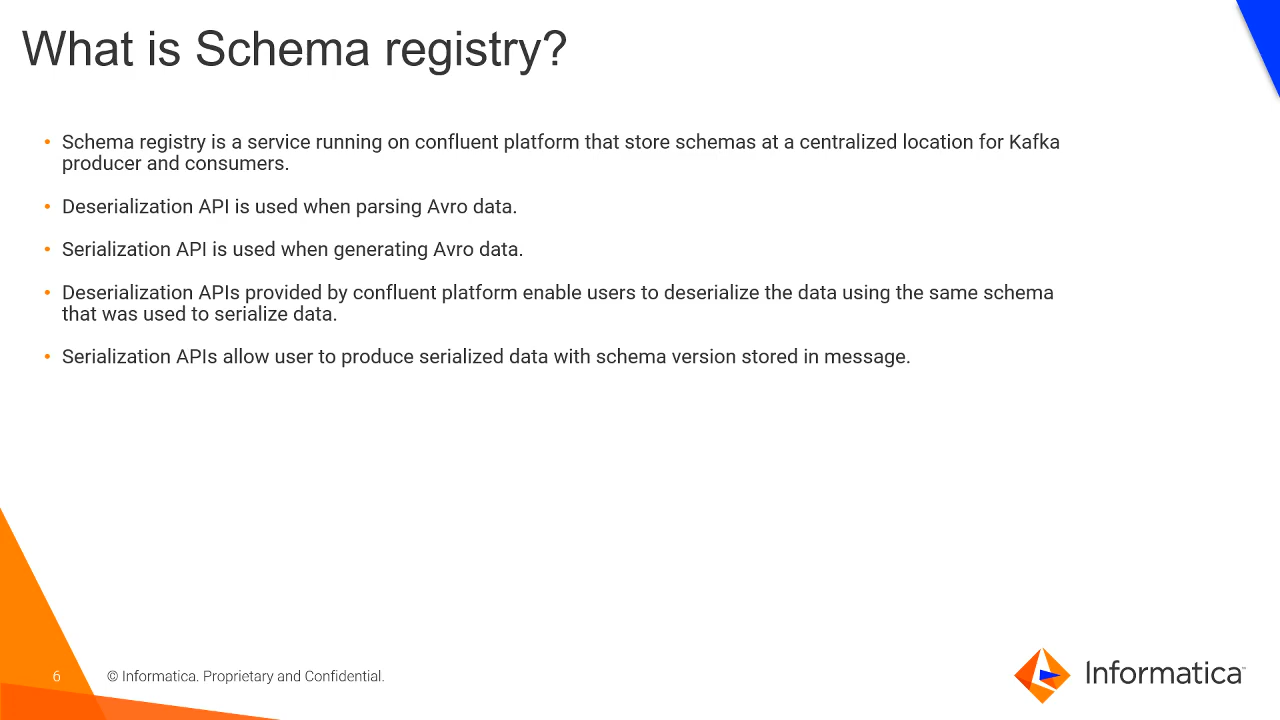 What is Schema registry?
• Schema registry is a service running on confluent platform that store schemas at a centralized location for Kafka
producer and consumers.
• Deserialization API is used when parsing Avro data.
• Serialization API is used when generating Avro data.
• Deserialization APIs provided by confluent platform enable users to deserialize the data using the same schema
that was used to serialize data.
• Serialization APIs allow user to produce serialized data with schema version stored in message.
6
© Informatica. Proprietary and Confidential.
Informatica™